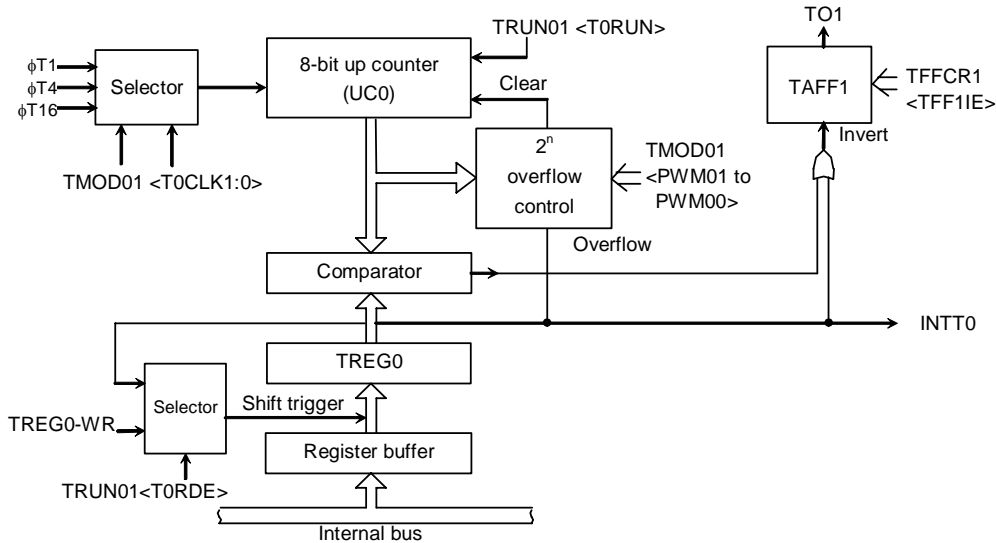 TO1
TRUN01 <T0RUN>
8-bit up counter
(UC0)
ϕT1
ϕT4
ϕT16
Selector
Clear
TAFF1
TFFCR1
<TFF1IE>
Invert
TMOD01 <T0CLK1:0>
2n
overflow
control
TMOD01
<PWM01 to
PWM00>
Overflow
Comparator
INTT0
TREG0
Selector
Shift trigger
TREG0-WR
Register buffer
TRUN01<T0RDE>
Internal bus